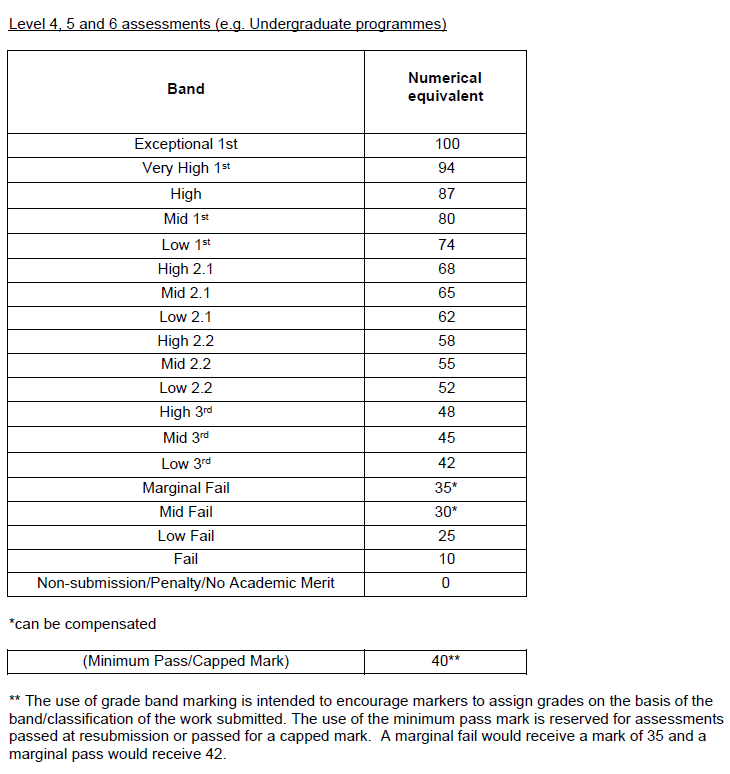 Level 4, 5 and 6 assessments (e.g. Undergraduate programmes)
Band Numerical equivalent
Exceptional 1st 100
Very High 1st 94
High 87
Mid 1st 80
Low 1st 74
High 2.1 68
Mid 2.1 65
Low 2.1 62
High 2.2 58
Mid 2.2 55
Low 2.2 52
High 3rd 48
Mid 3rd 45
Low 3rd 42
Marginal Fail 35*
Mid Fail 30*
Low Fail 25
Fail 10
Non-submission/Penalty/No Academic Merit 0
*can be compensated
(Minimum Pass/Capped Mark) 40**
** The use of grade band marking is intended to encourage markers to assign grades on the basis of the
band/classification of the work submitted. The use of the minimum pass mark is reserved for assessments
passed at resubmission or passed for a capped mark.  A marginal fail would receive a mark of 35 and a
marginal pass would receive 42.